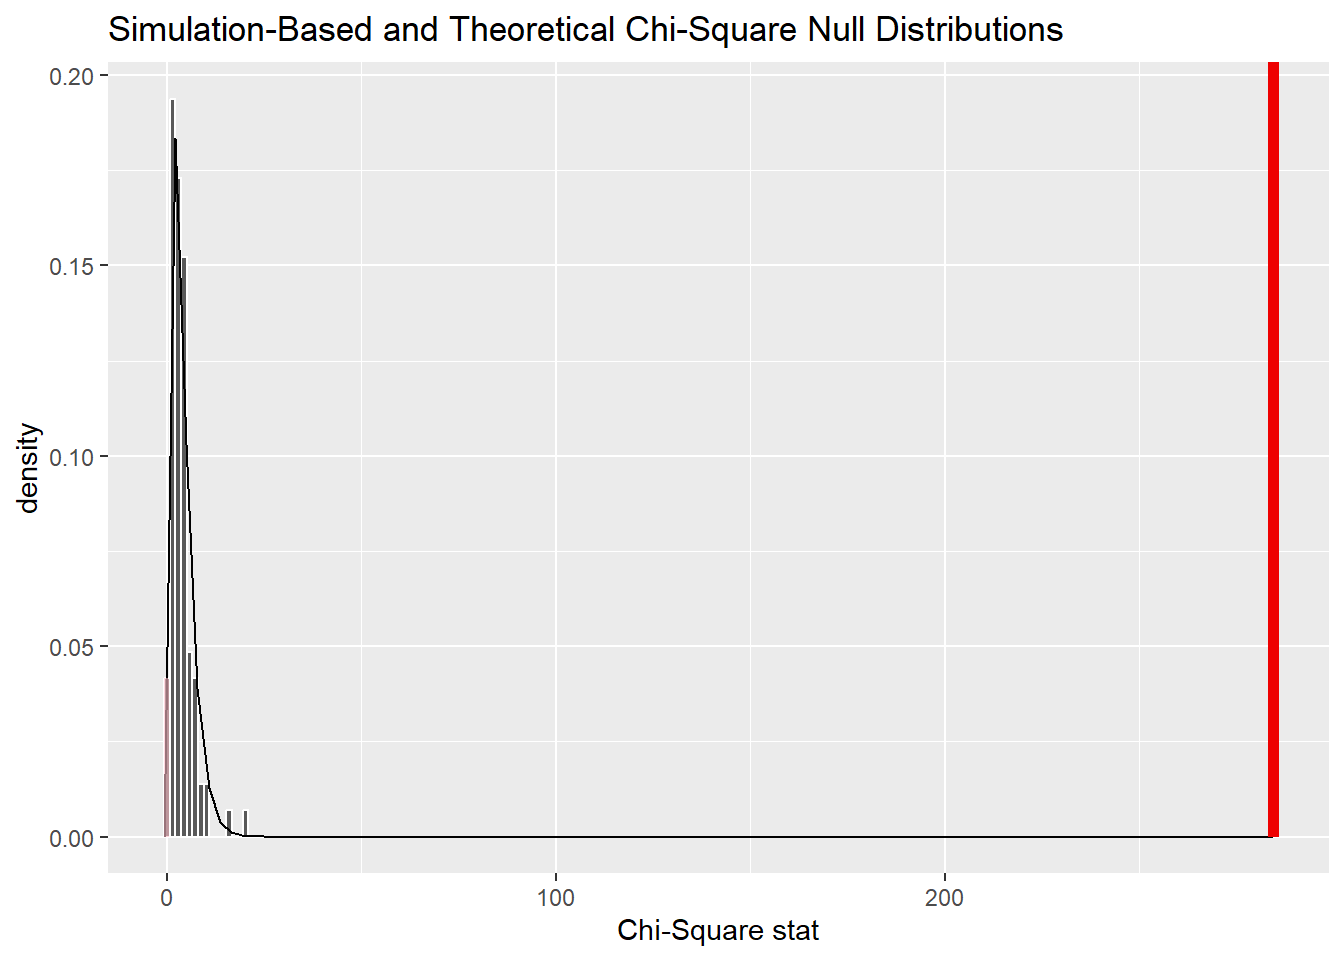 Simulation-Based and Theoretical Chi-Square Null Distributions
0.20
0.15
0.10
0.05
0.00
density
0
100
200
Chi-Square stat